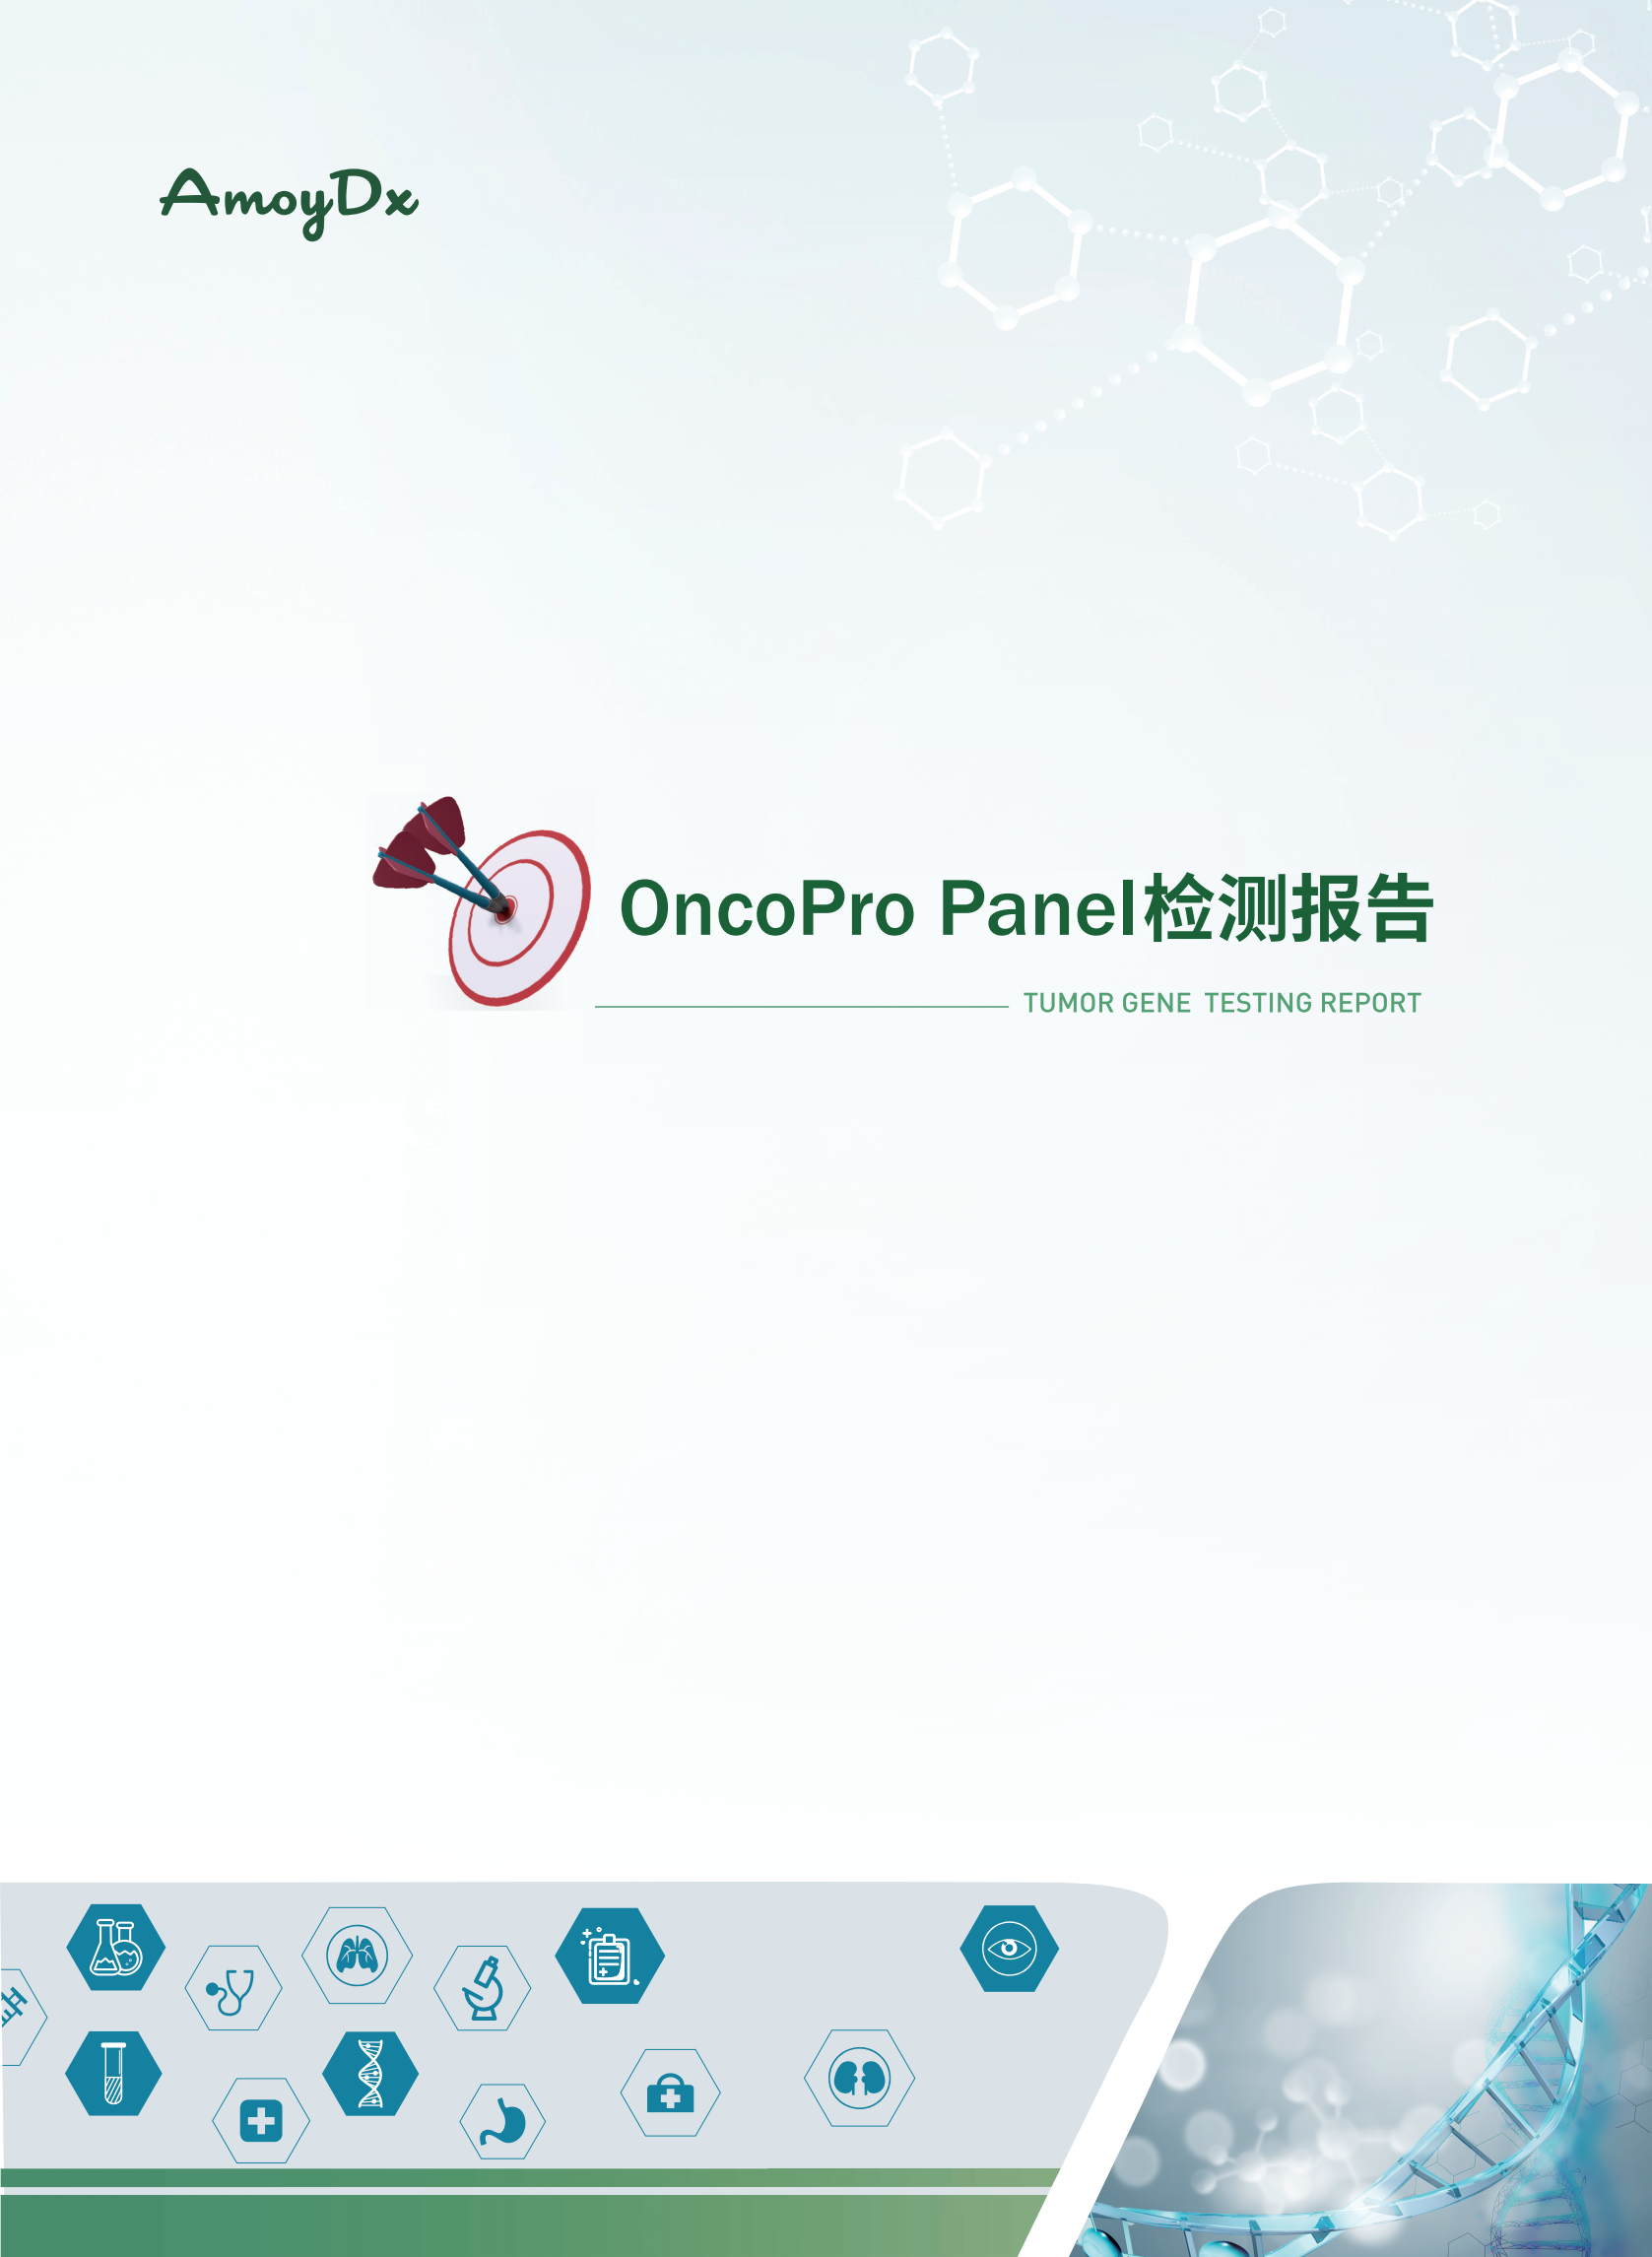 AmoyDx
OncoPro Panel检测报告
TUMOR GENE TESTING REPORT